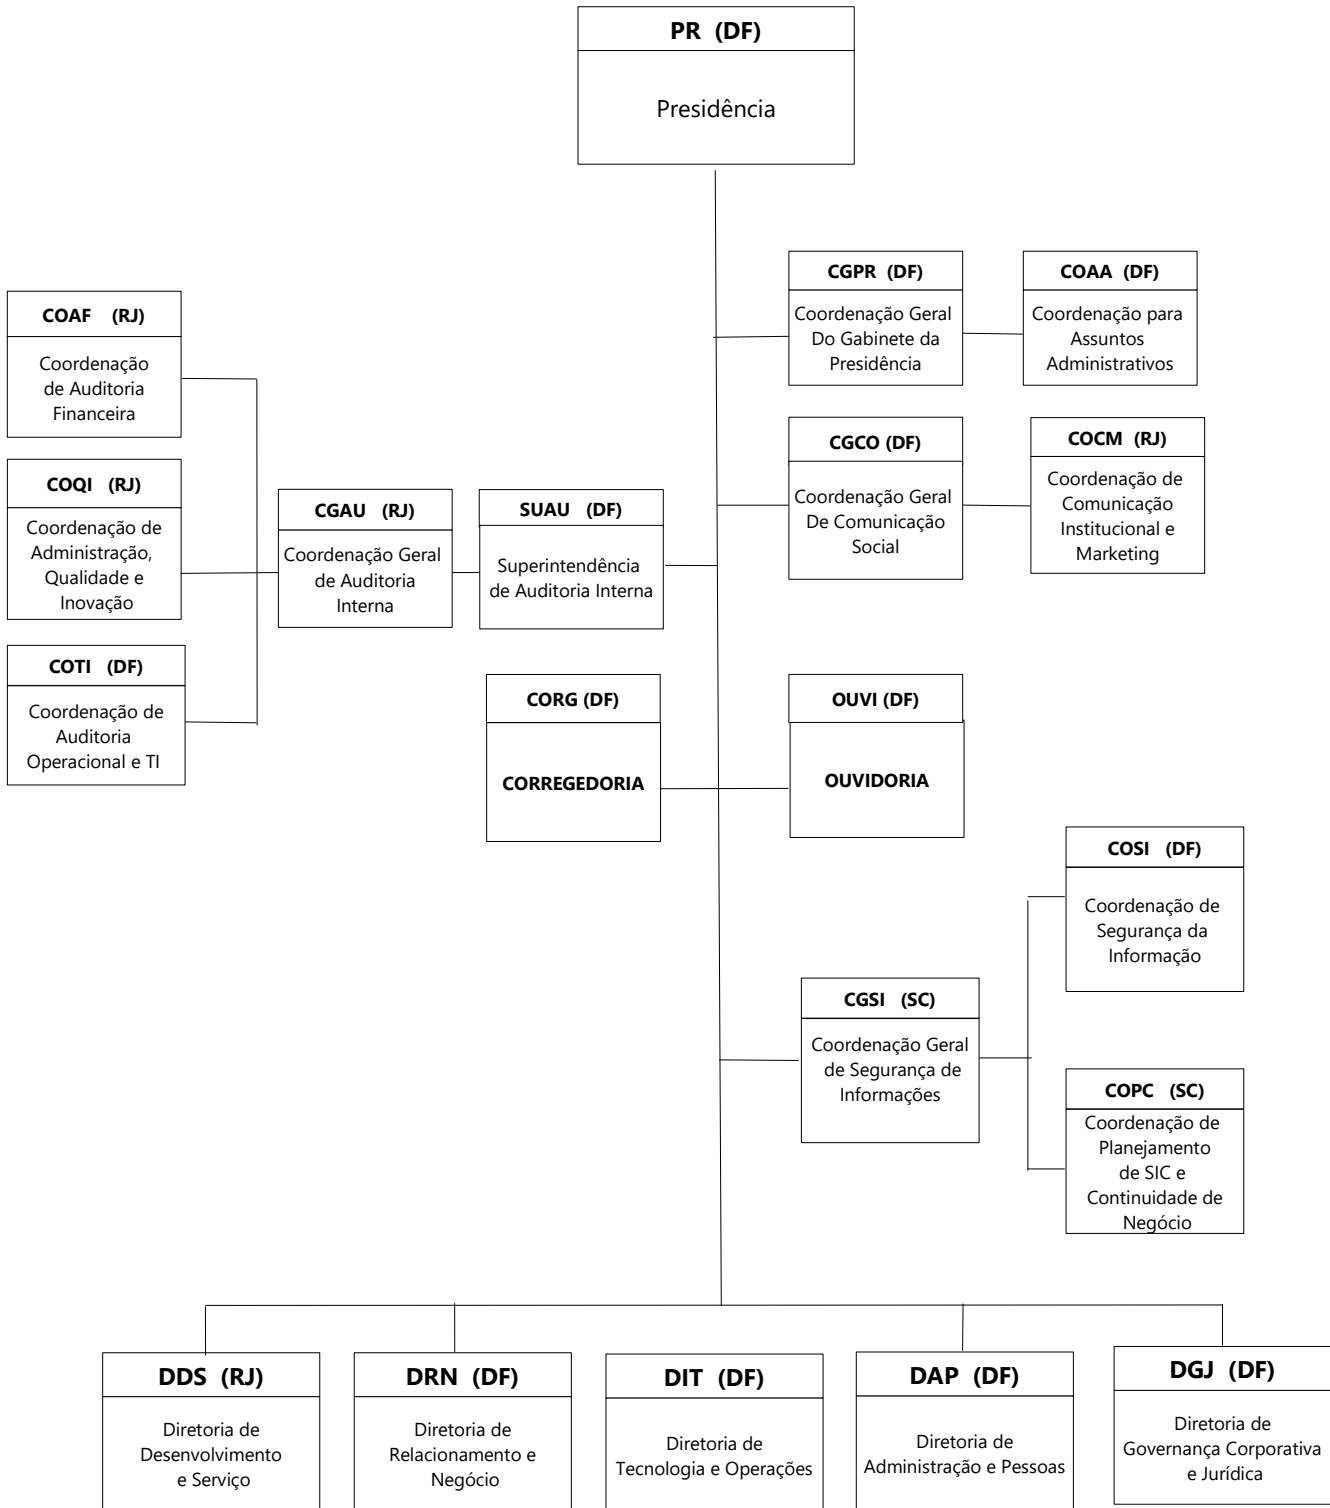 PR (DF)
Presidência
CGPR (DF)
Coordenação Geral
Do Gabinete da
Presidência
COAA (DF)
Coordenação para
Assuntos
Administrativos
COAF (RJ)
Coordenação
de Auditoria
Financeira
CGCO (DF)
Coordenação Geral
De Comunicação
Social
COCM (RJ)
Coordenação de
Comunicação
Institucional e
Marketing
COQI (RJ)
Coordenação de
Administração,
Qualidade e
Inovação
CGAU (RJ)
Coordenação Geral
de Auditoria
Interna
SUAU (DF)
Superintendência
de Auditoria Interna
COTI (DF)
Coordenação de
Auditoria
Operacional e TI
CORG (DF)
CORREGEDORIA
OUVI (DF)
OUVIDORIA
COSI (DF)
Coordenação de
Segurança da
Informação
CGSI (SC)
Coordenação Geral
de Segurança de
Informações
COPC (SC)
Coordenação de
Planejamento
de SIC e
Continuidade de
Negócio
DDS (RJ)
Diretoria de
Desenvolvimento
e Serviço
DRN (DF)
Diretoria de
Relacionamento e
Negócio
DIT (DF)
Diretoria de
Tecnologia e Operações
DAP (DF)
Diretoria de
Administração e Pessoas
DGJ (DF)
Diretoria de
Governança Corporativa
e Jurídica